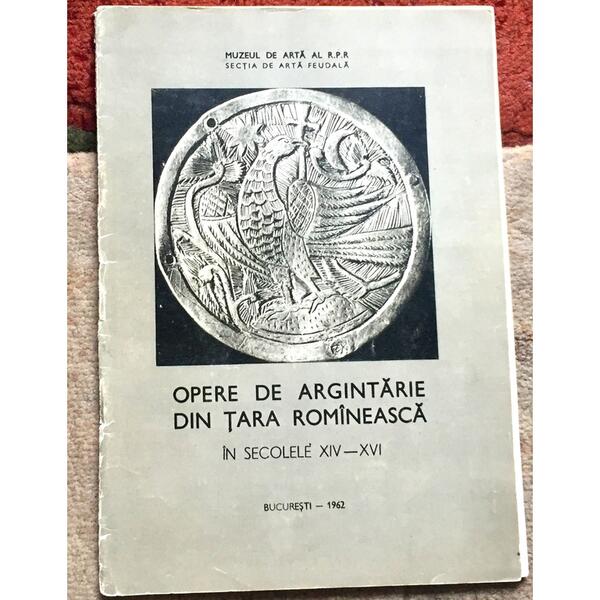 MUZEUL DE ARTĂ AL R.P.R
SECȚIA DE ARTĂ FEUDALĂ
OPERE DE ARGINTĂRIE
DIN ȚARA ROMÎNEASCĂ
ÎN SECOLELE XIV—XVI
BUCUREȘTI — 1962